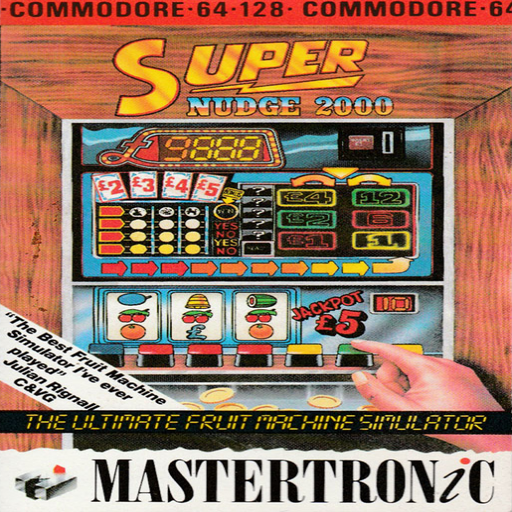 ·COMMODORE·64·128· COMMODORE·64
SUPER
NUDGE 2000
£ 9888
£2 £3 £4 £5
£4 12
£2 6
£1 1
YES
NO
YES
NO
JACKPOT
£5
£
"The Best Fruit Machine
Simulator I've ever
played"
Julian Rignall
C&VG
THE ULTIMATE FRUIT MACHINE SIMULATOR
MASTERTRONiC